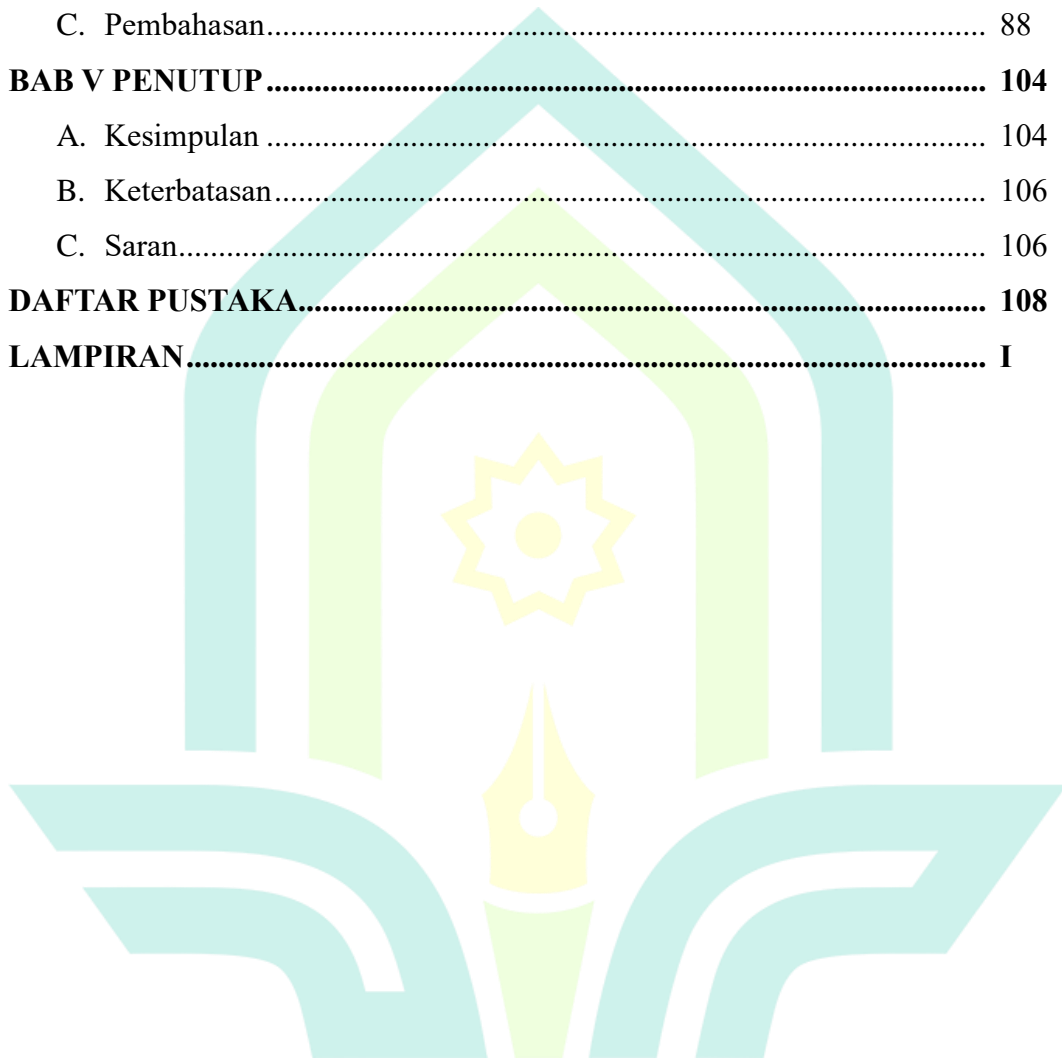 C. Pembahasan.......................................................................................................... 88
BAB V PENUTUP.................................................................................................. 104
A. Kesimpulan ......................................................................................................... 104
B. Keterbatasan........................................................................................................ 106
C. Saran.................................................................................................................... 106
DAFTAR PUSTAKA.............................................................................................. 108
LAMPIRAN............................................................................................................ I